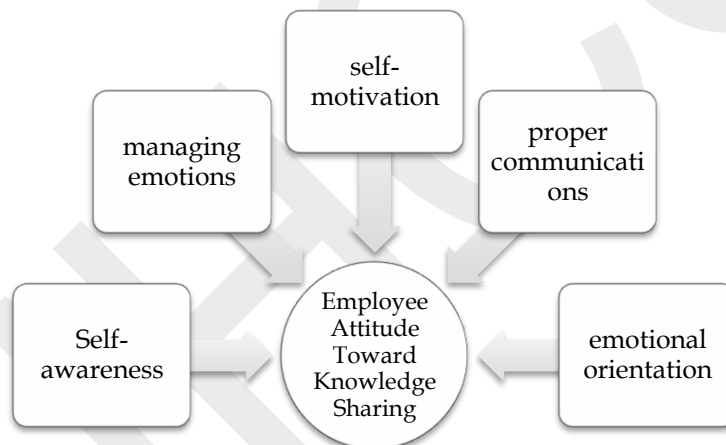 self-
motivation
managing
emotions
proper
communicati
ons
Self-
awareness
Employee
Attitude
Toward
Knowledge
Sharing
emotional
orientation